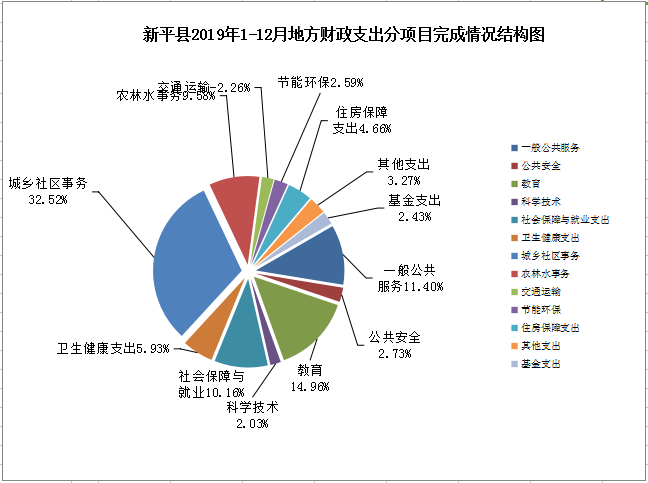 新平县2019年1-12月地方财政支出分项目完成情况结构图
交通运输-2.26%
节能环保2.59%
农林水事务9.58%
住房保障
支出4.66%
其他支出
3.27%
基金支出
2.43%
城乡社区事务
32.52%
一般公共
服务11.40%
公共安全
2.73%
卫生健康支出5.93%
教育
14.96%
社会保障与
就业10.16%
科学技术
2.03%
一般公共服务
公共安全
教育
科学技术
社会保障与就业支出
卫生健康支出
城乡社区事务
农林水事务
交通运输
节能环保
住房保障支出
其他支出
基金支出